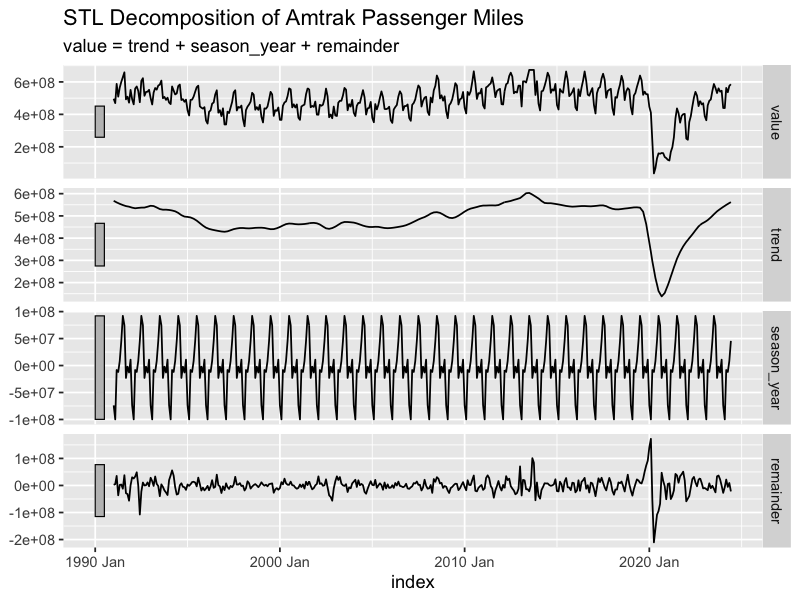 STL Decomposition of Amtrak Passenger Miles
value = trend + season_year + remainder
6e+08
4e+08
2e+08
value
6e+08
5e+08
4e+08
3e+08
2e+08
trend
1e+08
5e+07
0e+00
-5e+07
-1e+08
season_year
1e+08
0e+00
-1e+08
-2e+08
remainder
1990 Jan 2000 Jan 2010 Jan 2020 Jan
index